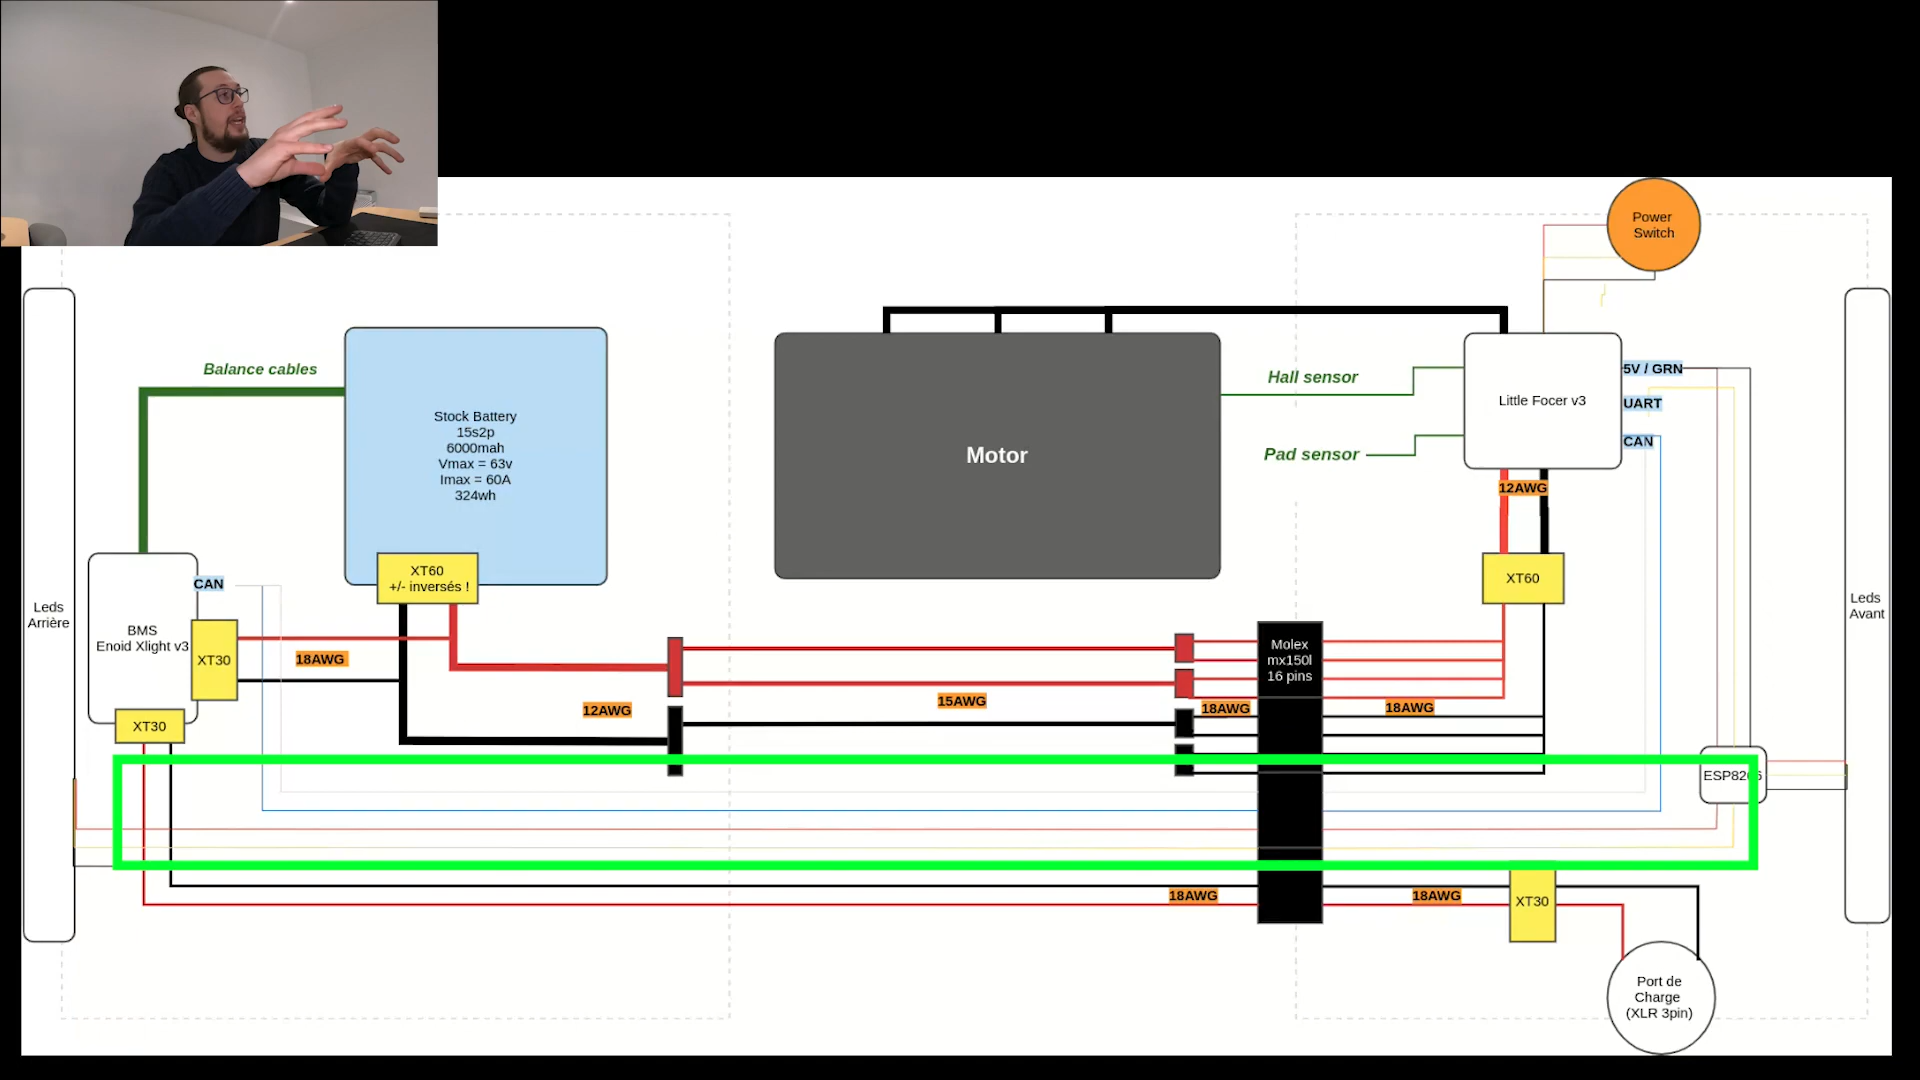 Power
Switch
Balance cables
Stock Battery
15s2p
6000mah
Vmax = 63v
Imax = 60A
324wh
Motor
Hall sensor
Pad sensor
Little Focer v3
5V / GRN
UART
CAN
12AWG
XT60
+/- inversés !
XT60
CAN
Leds
Arrière
BMS
Enoid Xlight v3
XT30
18AWG
XT30
12AWG
15AWG
Molex
mx150l
16 pins
18AWG
18AWG
Leds
Avant
ESP8266
18AWG
18AWG
XT30
Port de
Charge
(XLR 3pin)